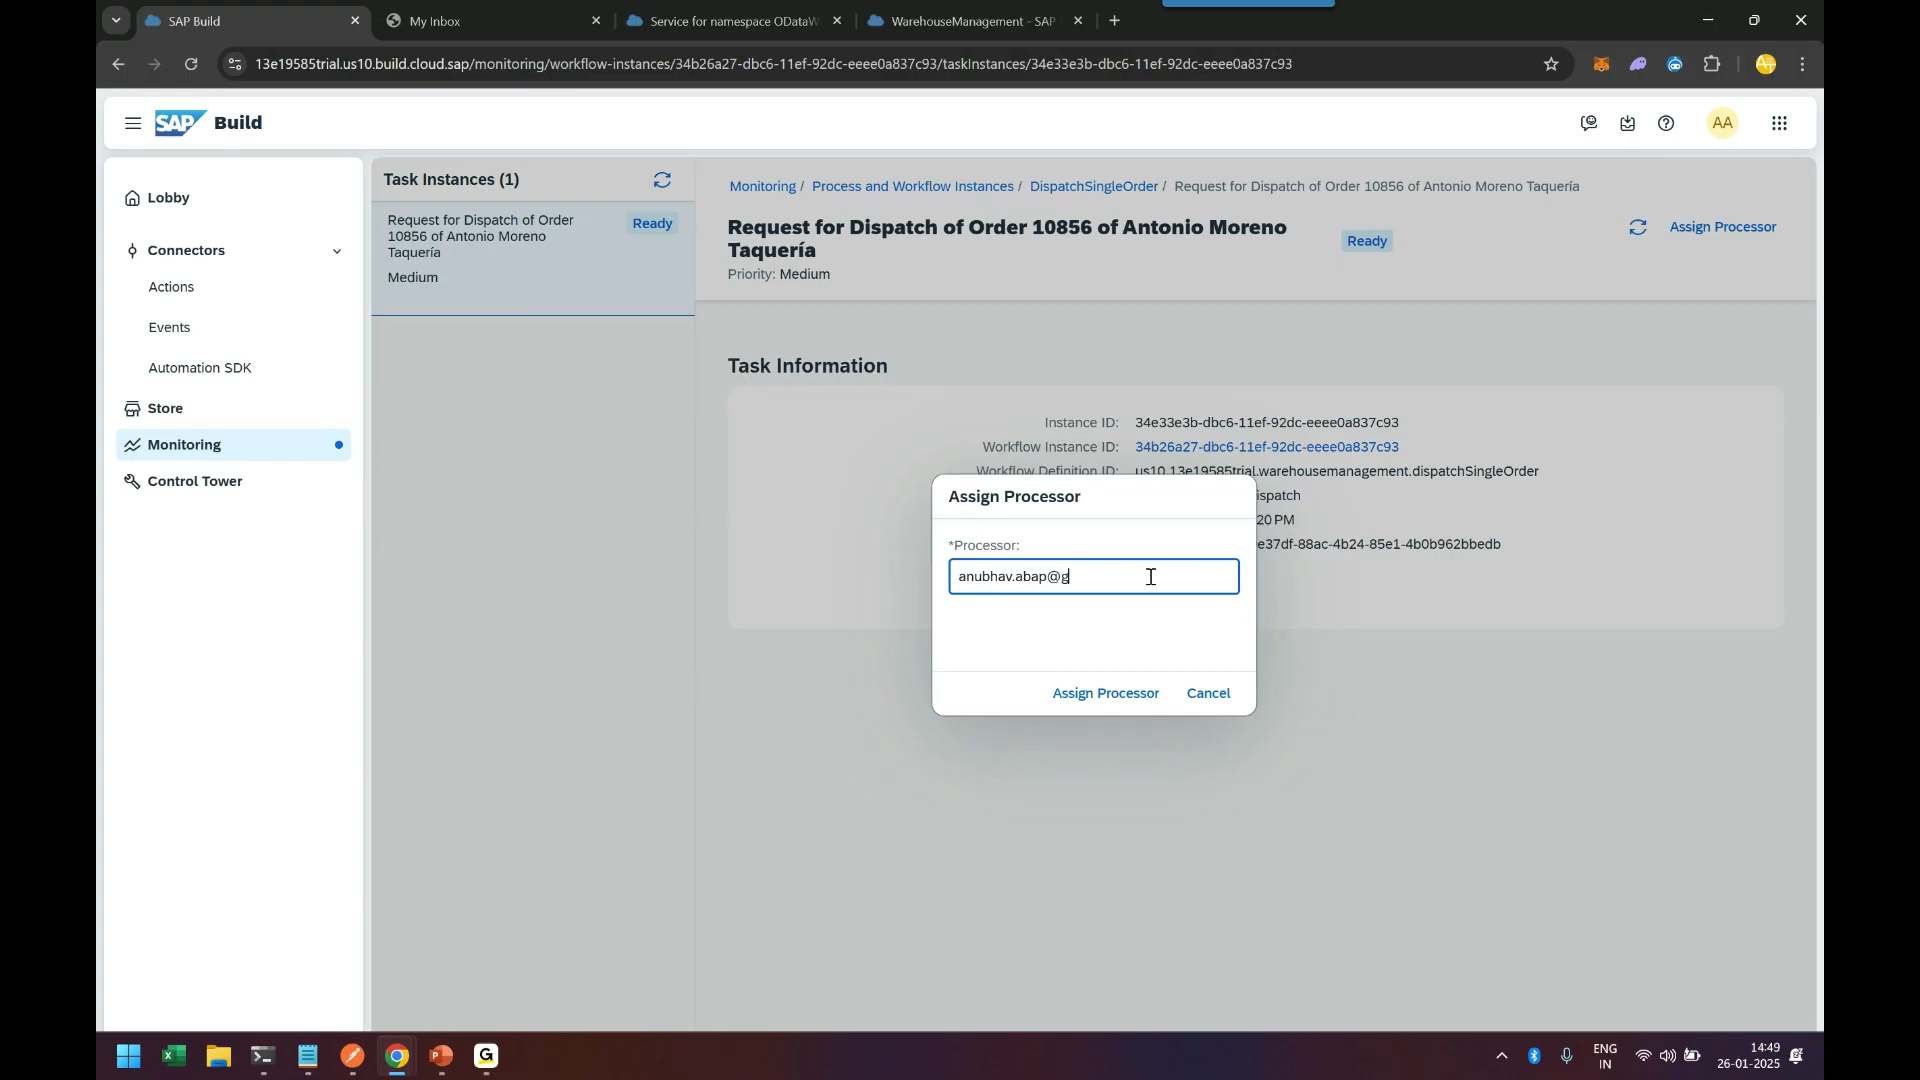 SAP Build
My Inbox
Service for namespace ODataW
WarehouseManagement - SAP
13e19585trial.us10.build.cloud.sap/monitoring/workflow-instances/34b26a27-dbc6-11ef-92dc-eeee0a837c93/taskInstances/34e33e3b-dbc6-11ef-92dc-eeee0a837c93
SAP Build
AA
Lobby
Connectors
Actions
Events
Automation SDK
Store
Monitoring
Control Tower
Task Instances (1)
Request for Dispatch of Order
10856 of Antonio Moreno
Taquería
Ready
Medium
Monitoring / Process and Workflow Instances / DispatchSingleOrder / Request for Dispatch of Order 10856 of Antonio Moreno Taquería
Request for Dispatch of Order 10856 of Antonio Moreno
Taquería
Ready
Assign Processor
Priority: Medium
Task Information
Instance ID: 34e33e3b-dbc6-11ef-92dc-eeee0a837c93
Workflow Instance ID: 34b26a27-dbc6-11ef-92dc-eeee0a837c93
Workflow Definition ID: us10.13e19585trial.warehousemanagement.dispatchSingleOrder
ispatch
20 PM
e37df-88ac-4b24-85e1-4b0b962bbedb
Assign Processor
*Processor:
anubhav.abap@g
Assign Processor Cancel
ENG
IN
14:49
26-01-2025